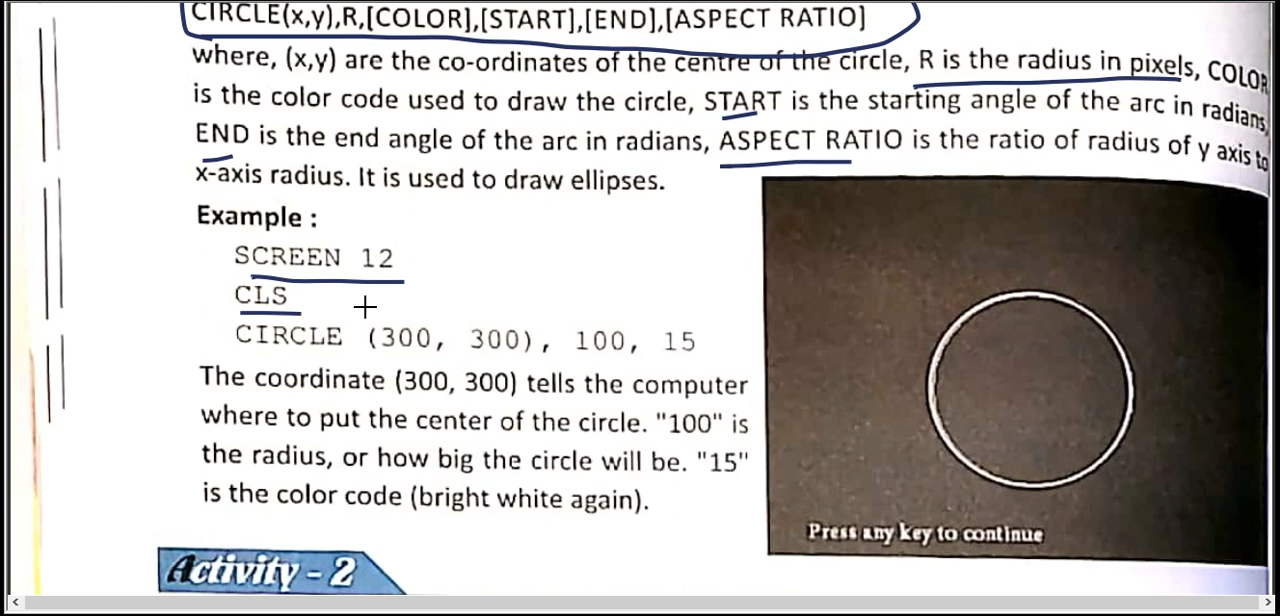 CIRCLE(x,y),R,[COLOR],[START],[END],[ASPECT RATIO]
where, (x,y) are the co-ordinates of the centre of the circle, R is the radius in pixels, COLOR
is the color code used to draw the circle, START is the starting angle of the arc in radians,
END is the end angle of the arc in radians, ASPECT RATIO is the ratio of radius of y axis to
x-axis radius. It is used to draw ellipses.
Example :
SCREEN 12
CLS
CIRCLE (300, 300), 100, 15
The coordinate (300, 300) tells the computer
where to put the center of the circle. "100" is
the radius, or how big the circle will be. "15"
is the color code (bright white again).
Press any key to continue
Activity - 2